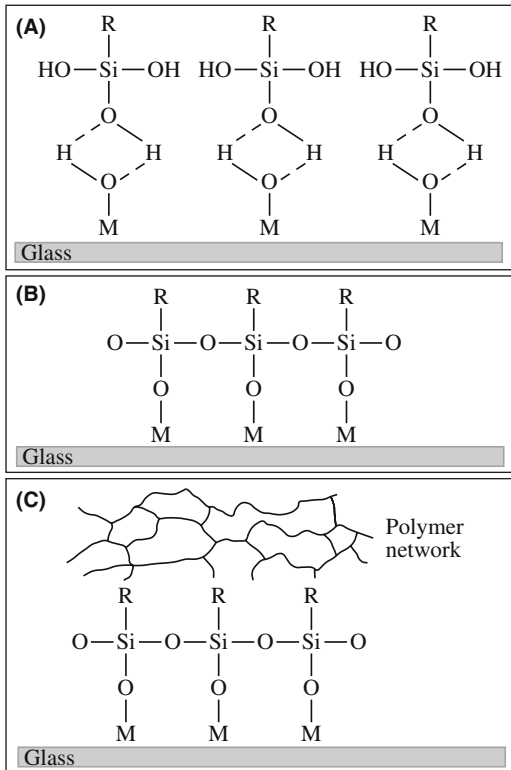 (A)
R R R
HO—Si—OH HO—Si—OH HO—Si—OH
O O O
H H H H H H
O O O
M M M
Glass
(B)
R R R
O—Si—O—Si—O—Si—O
O O O
M M M
Glass
(C)
Polymer
network
R R R
O—Si—O—Si—O—Si—O
O O O
M M M
Glass